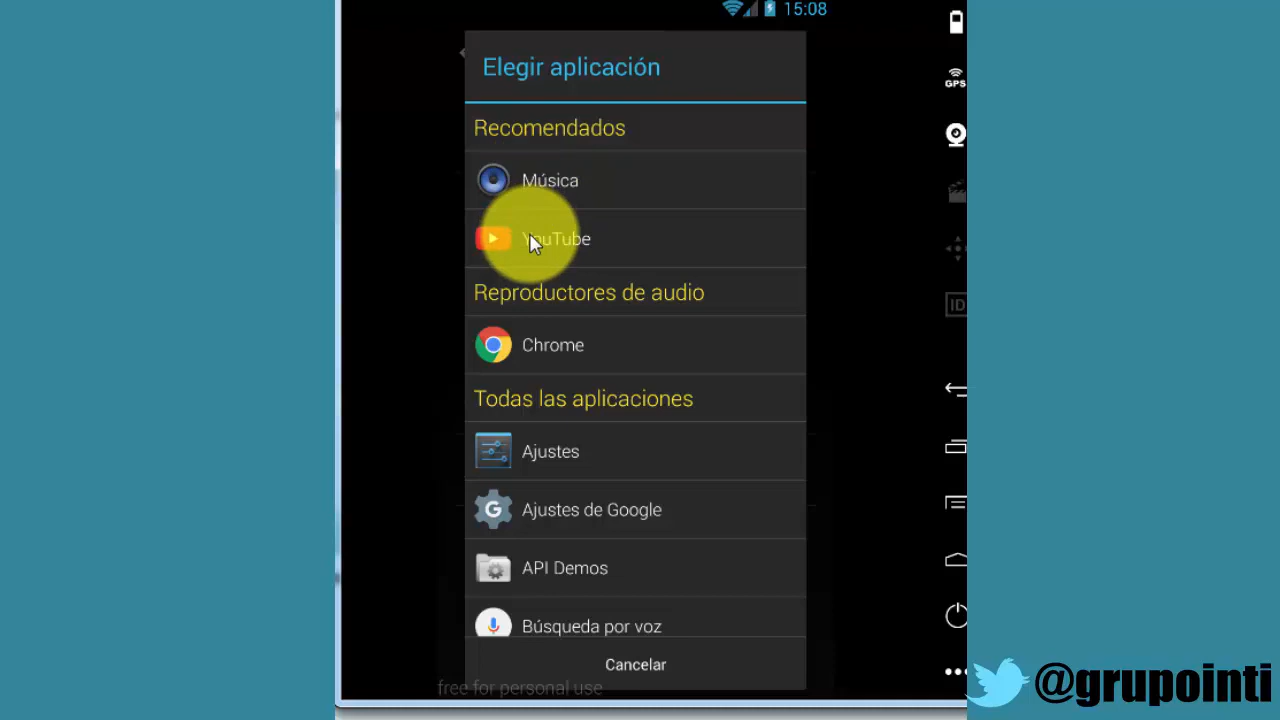 15:08
Elegir aplicación
GPS
Recomendados
Música
YouTube
Reproductores de audio
ID
Chrome
Todas las aplicaciones
Ajustes
G Ajustes de Google
API Demos
Búsqueda por voz
Cancelar
free for personal use
@grupointi